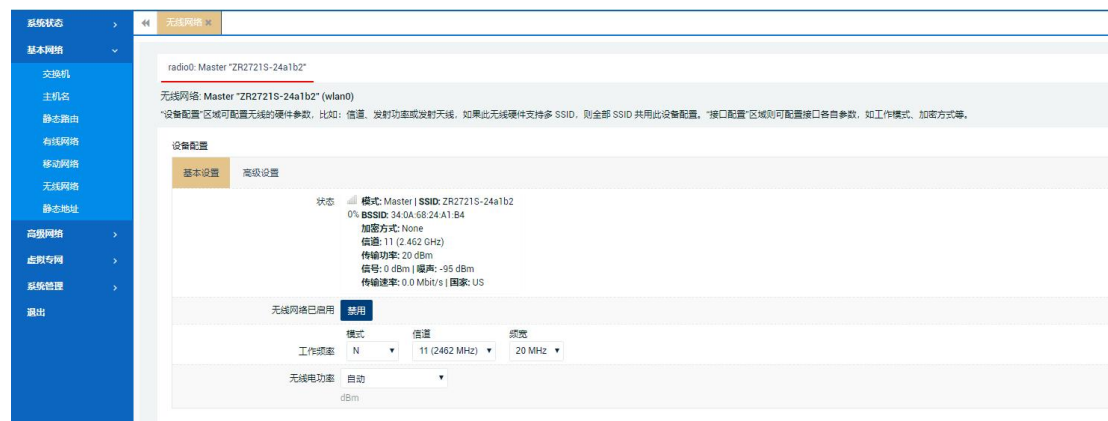 系统状态
基本网络
交换机
主机名
静态路由
有线网络
移动网络
无线网络
静态地址
高级网络
虚拟专网
系统管理
退出
无线网络
radio0: Master "ZR2721S-24a1b2"
无线网络: Master "ZR2721S-24a1b2" (wlan0)
"设备配置"区域可配置无线的硬件参数，比如：信道、发射功率或发射天线，如果此无线硬件支持多 SSID，则全部 SSID 共用此设备配置。"接口配置"区域则可配置接口各自参数，如工作模式、加密方式等。
设备配置
基本设置 高级设置
状态 模式: Master | SSID: ZR2721S-24a1b2
0% BSSID: 34:0A:68:24:A1:B4
加密方式: None
信道: 11 (2.462 GHz)
传输功率: 20 dBm
信号: 0 dBm | 噪声: -95 dBm
传输速率: 0.0 Mbit/s | 国家: US
无线网络已启用 禁用
模式 信道 频宽
工作频率 N 11 (2462 MHz) 20 MHz
无线电功率 自动
dBm